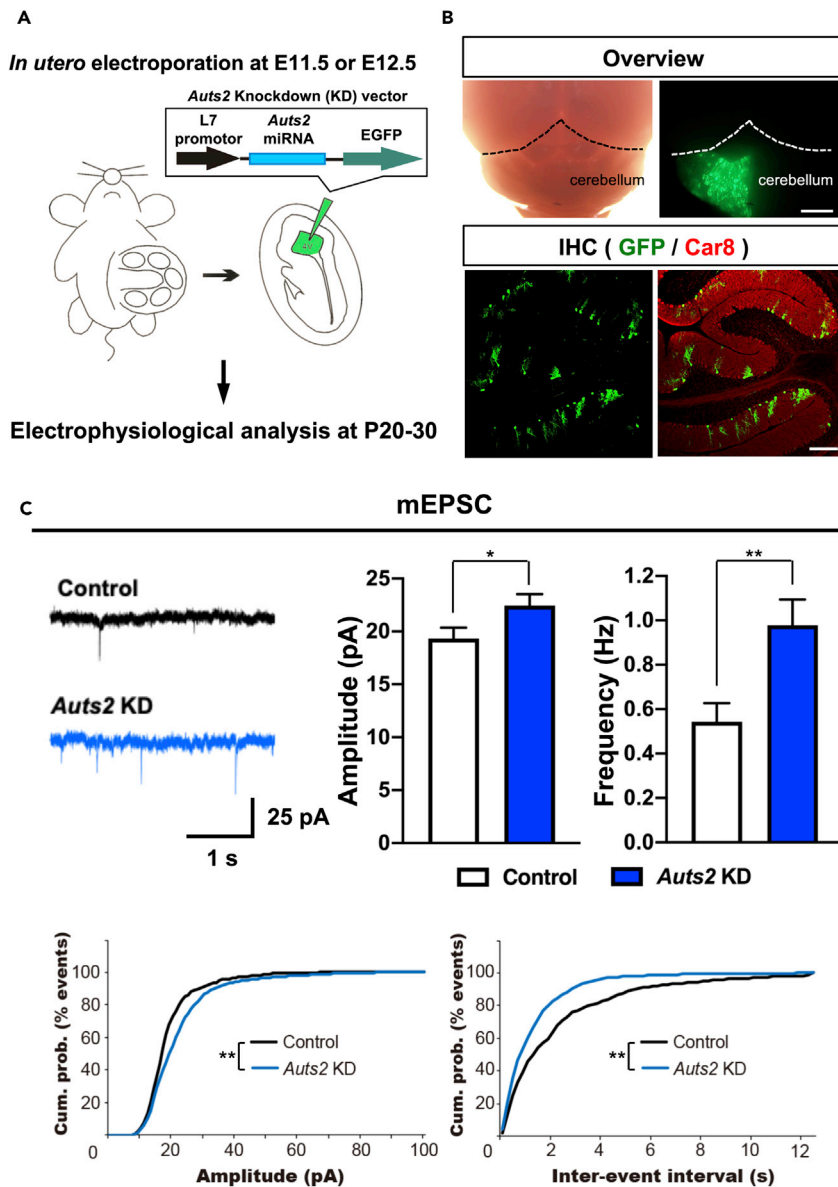 A
In utero electroporation at E11.5 or E12.5
Auts2 Knockdown (KD) vector
L7
promotor
Auts2
miRNA
EGFP
Electrophysiological analysis at P20-30
B
Overview
cerebellum
cerebellum
IHC ( GFP / Car8 )
C
mEPSC
Control
Auts2 KD
25 pA
1 s
Amplitude (pA)
25
20
15
10
5
0
*
Frequency (Hz)
1.2
1.0
0.8
0.6
0.4
0.2
0.0
**
Control
Auts2 KD
Cum. prob. (% events)
100
80
60
40
20
0
20
40
60
80
100
Amplitude (pA)
**
Control
Auts2 KD
Cum. prob. (% events)
100
80
60
40
20
0
2
4
6
8
10
12
Inter-event interval (s)
**
Control
Auts2 KD